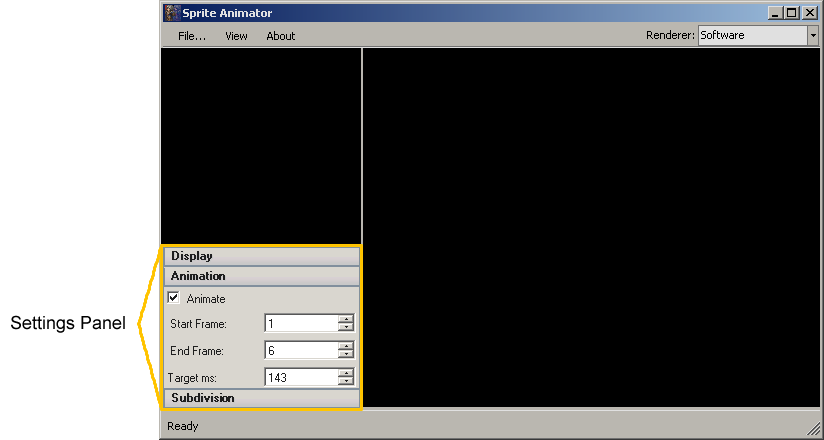 Sprite Animator
File... View About Renderer: Software
Display
Animation
Animate
Settings Panel
Start Frame: 1
End Frame: 6
Target ms: 143
Subdivision
Ready